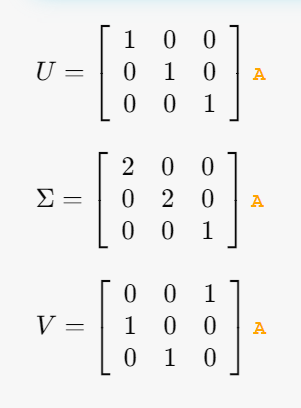 U = [ 1 0 0
0 1 0
0 0 1 ] A
Σ = [ 2 0 0
0 2 0
0 0 1 ] A
V = [ 0 0 1
1 0 0
0 1 0 ] A